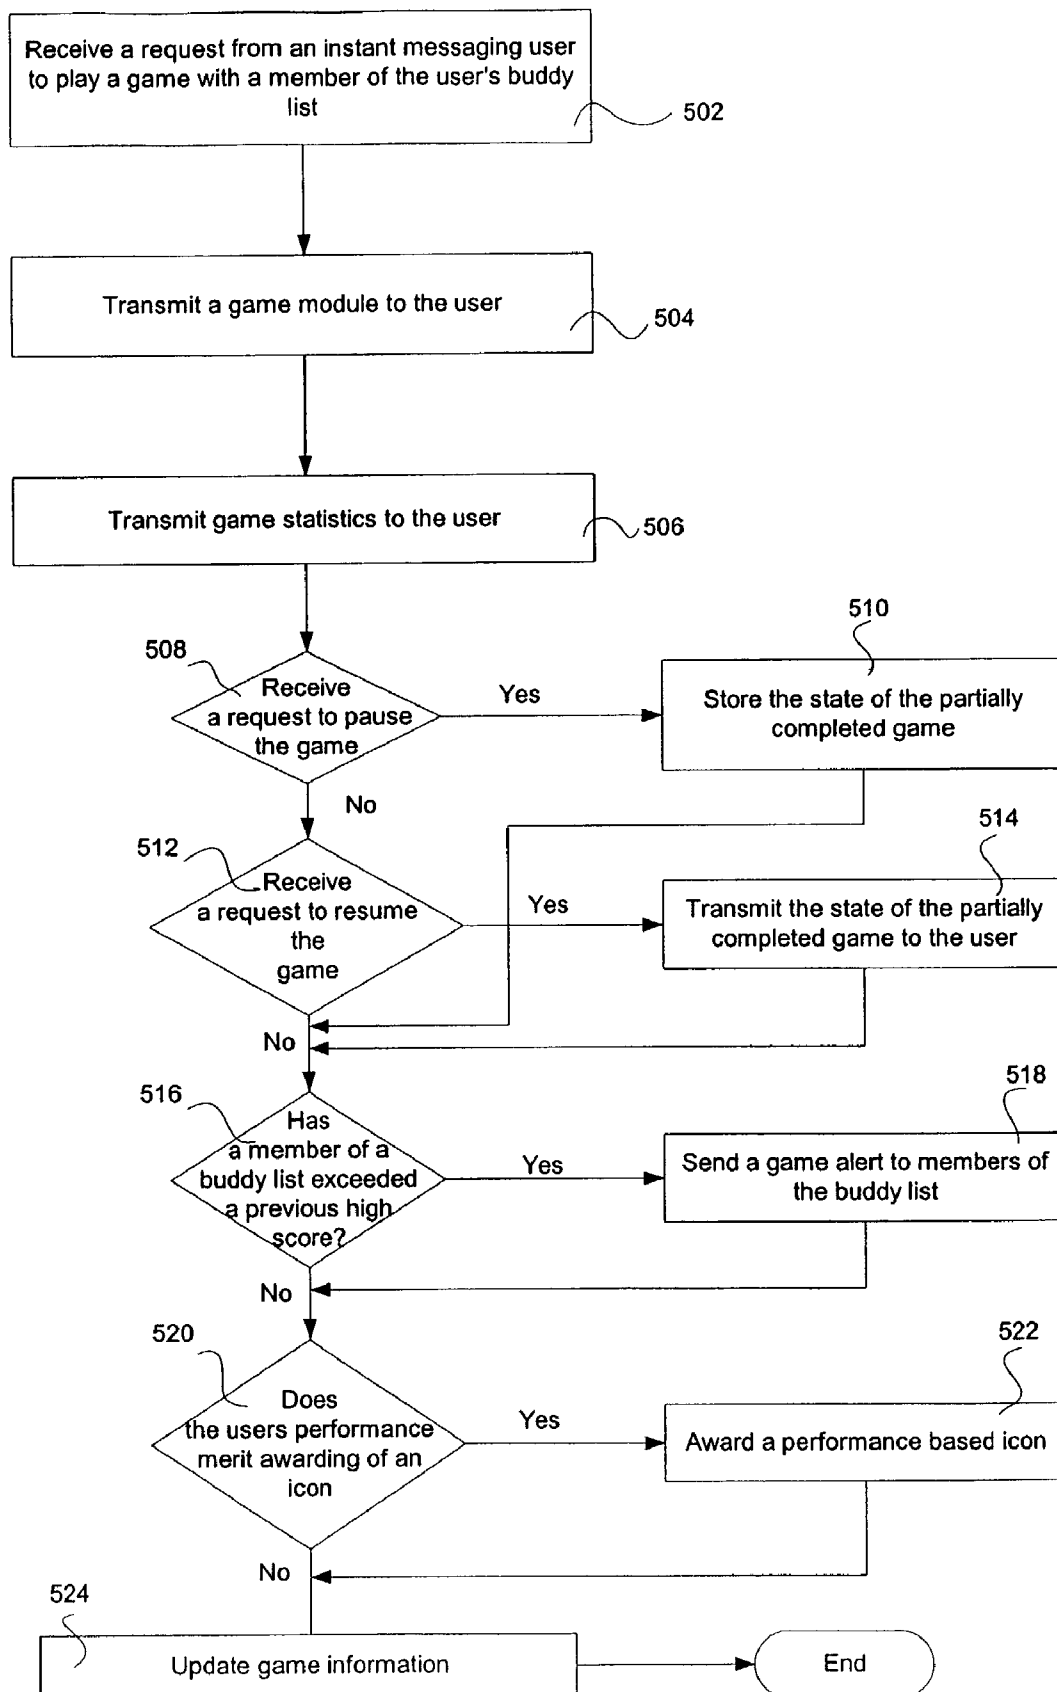 Receive a request from an instant messaging user
to play a game with a member of the user's buddy
list
502
Transmit a game module to the user
504
Transmit game statistics to the user
506
508
Receive
a request to pause
the game
Yes
510
Store the state of the partially
completed game
No
512
Receive
a request to resume
the
game
Yes
514
Transmit the state of the partially
completed game to the user
No
516
Has
a member of a
buddy list exceeded
a previous high
score?
Yes
518
Send a game alert to members of
the buddy list
No
520
Does
the users performance
merit awarding of an
icon
Yes
522
Award a performance based icon
No
524
Update game information
End